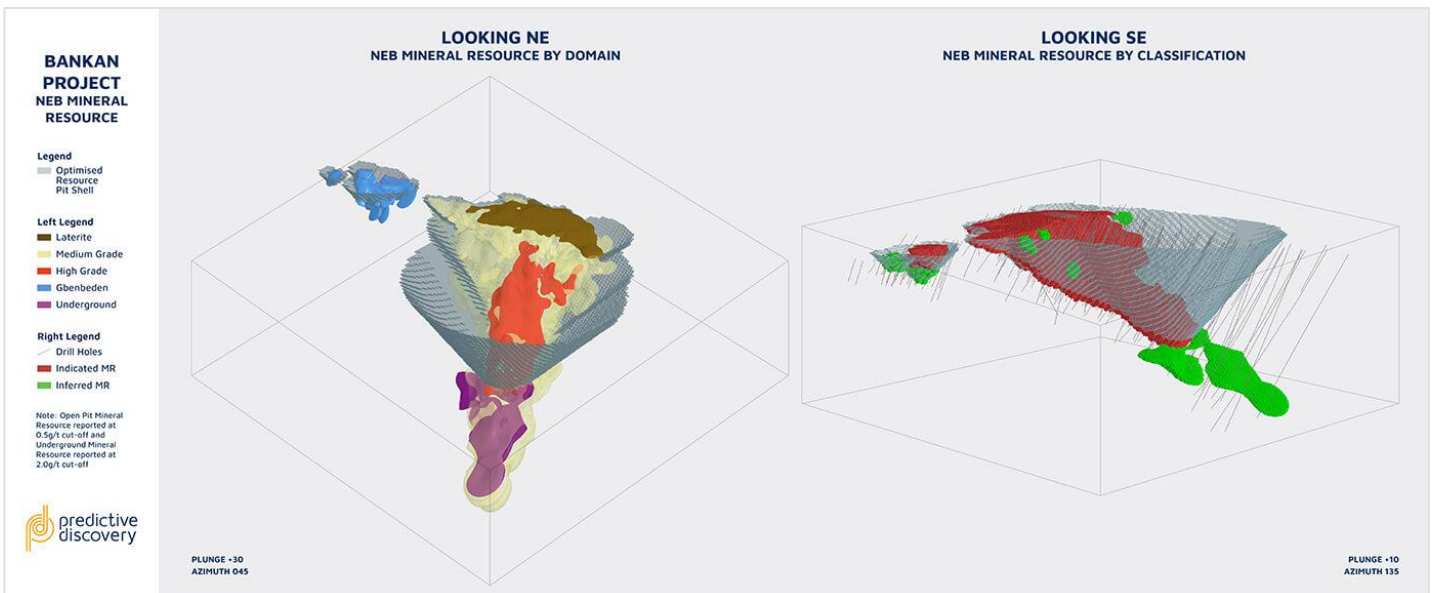 BANKAN
PROJECT
NEB MINERAL
RESOURCE
Legend
Optimised
Resource
Pit Shell
Left Legend
Laterite
Medium Grade
High Grade
Gbenbeden
Underground
Right Legend
Drill Holes
Indicated MR
Inferred MR
Note: Open Pit Mineral
Resource reported at
0.5g/t cut-off and
Underground Mineral
Resource reported at
2.0g/t cut-off
predictive
discovery
LOOKING NE
NEB MINERAL RESOURCE BY DOMAIN
PLUNGE +30
AZIMUTH 045
LOOKING SE
NEB MINERAL RESOURCE BY CLASSIFICATION
PLUNGE +10
AZIMUTH 135